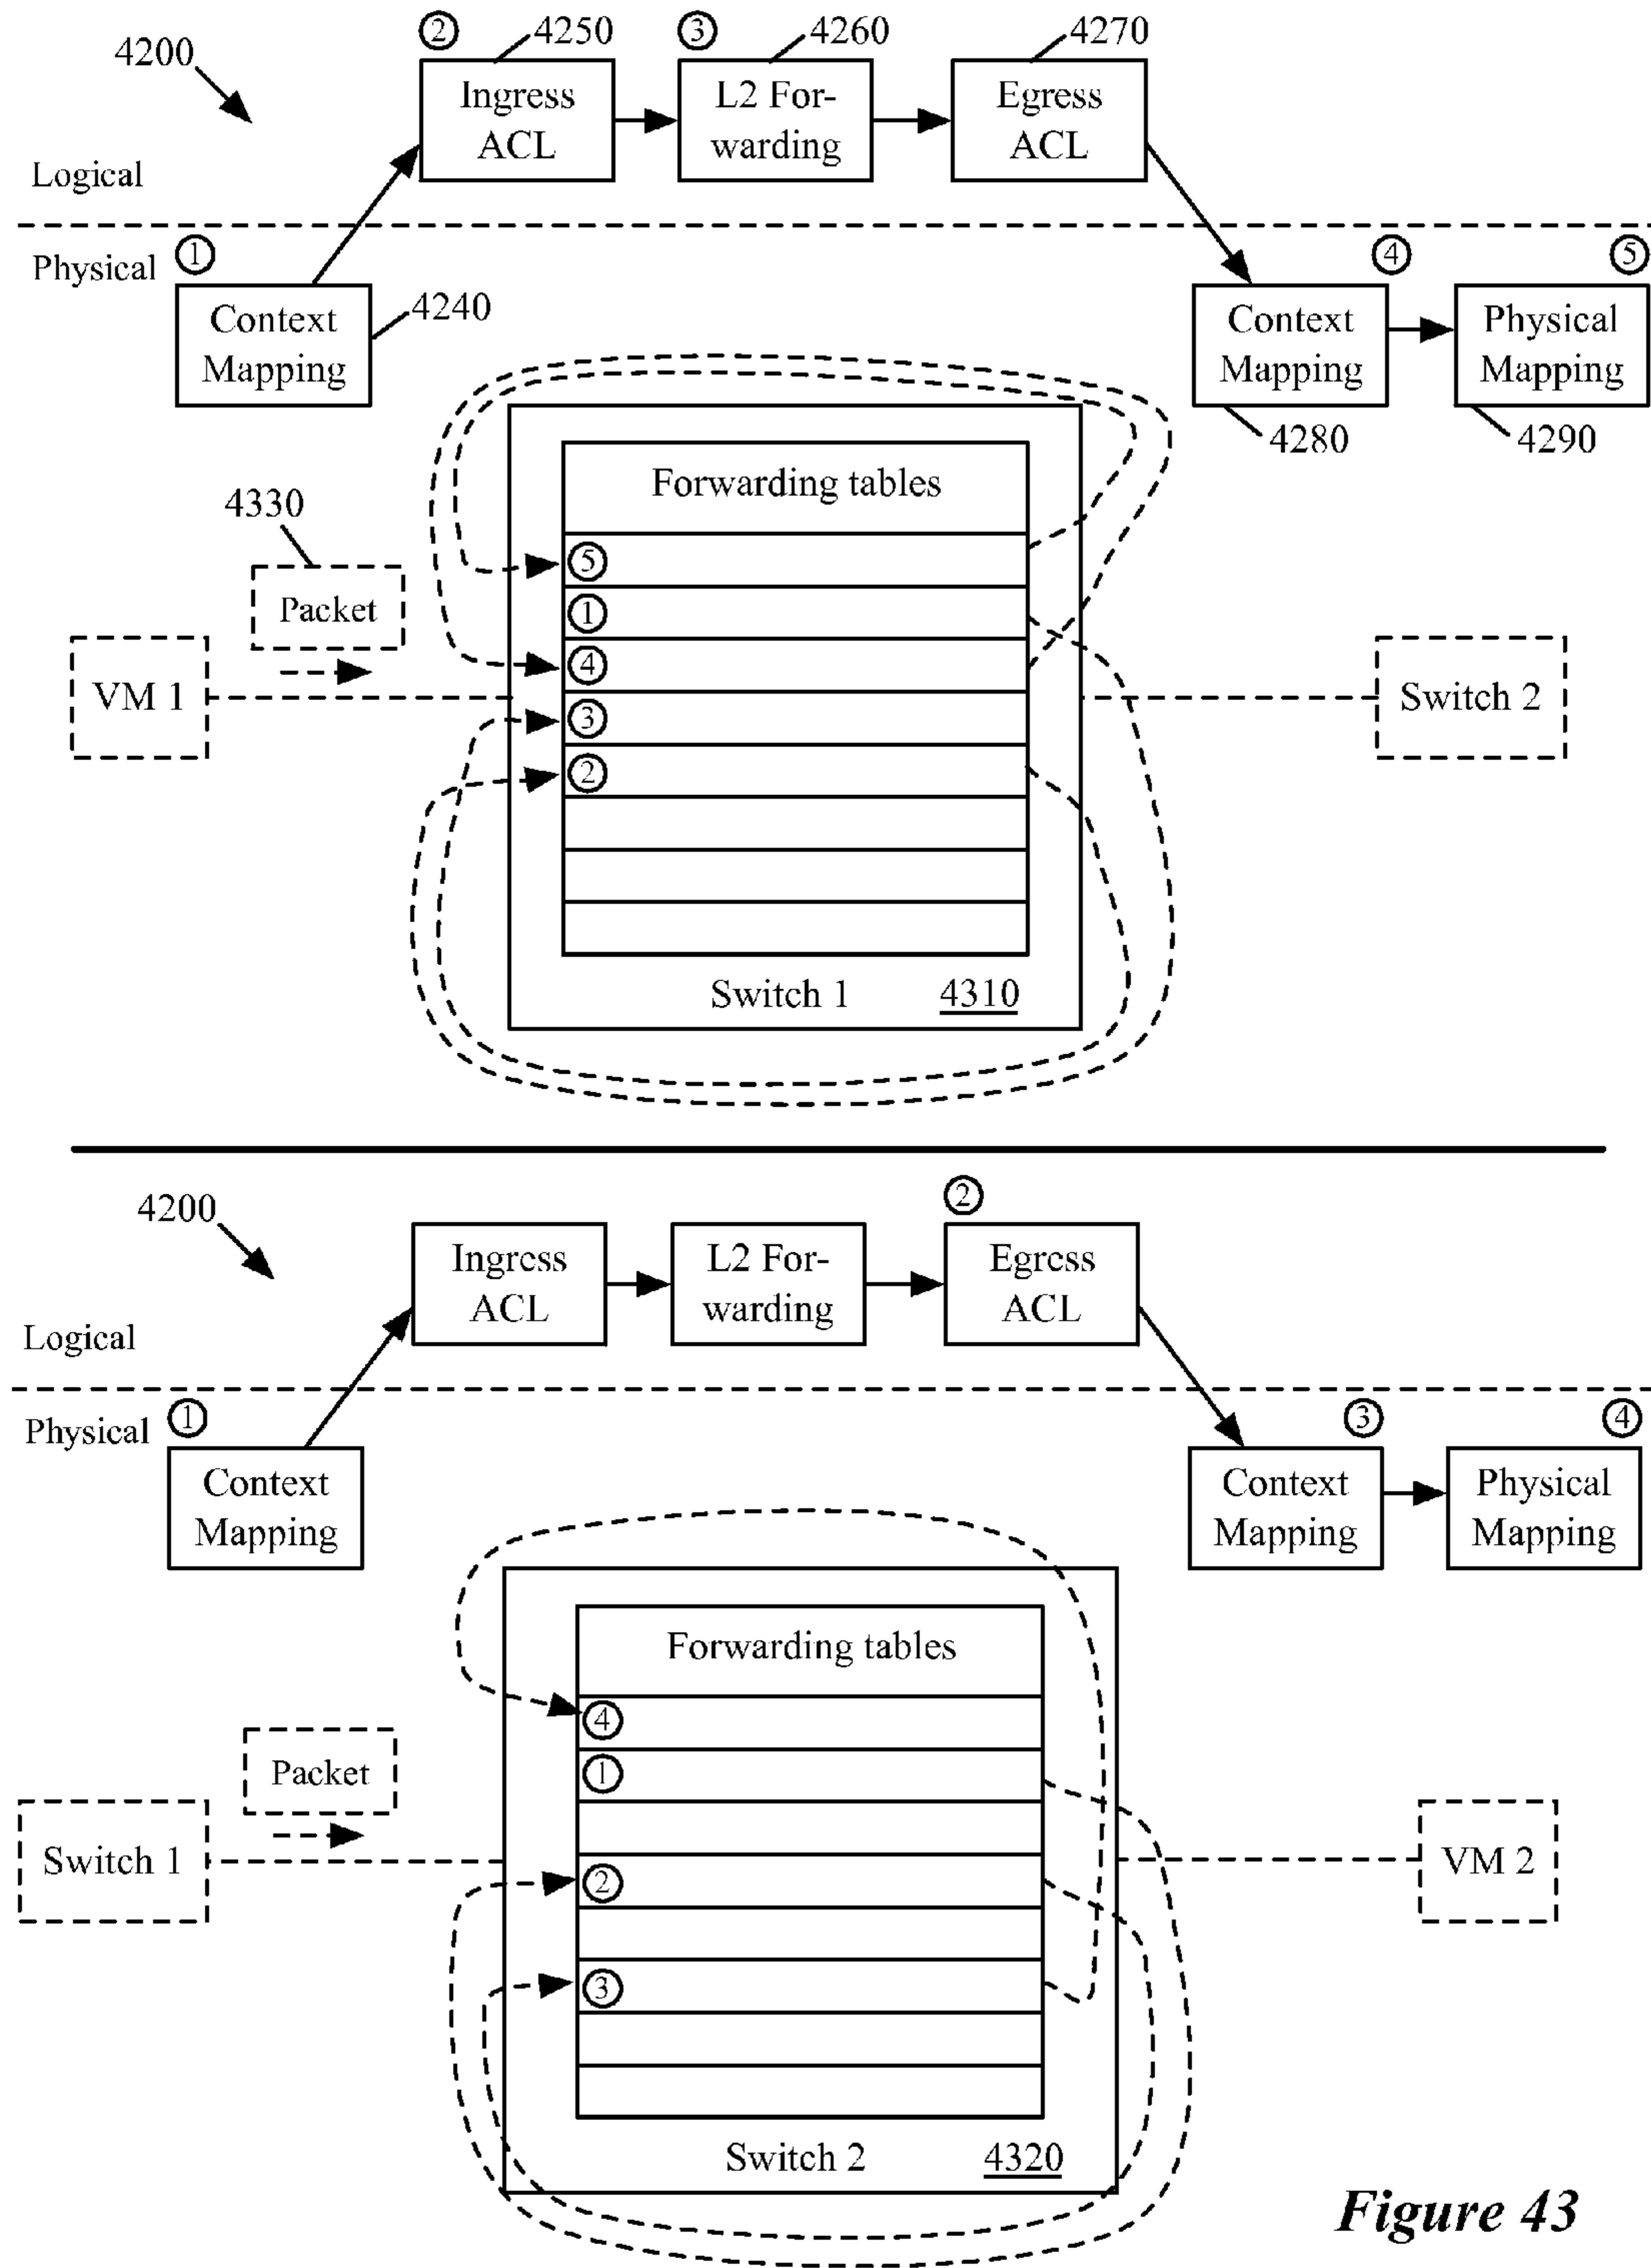 ② 4250 ③ 4260 4270
4200
Ingress
ACL
L2 For-
warding
Egress
ACL
Logical
Physical
①
④
⑤
Context
Mapping
4240
Context
Mapping
Physical
Mapping
4280
4290
Forwarding tables
4330
Packet
⑤
①
④
③
②
VM 1
Switch 2
Switch 1 4310
②
4200
Ingress
ACL
L2 For-
warding
Egress
ACL
Logical
Physical
①
③
④
Context
Mapping
Context
Mapping
Physical
Mapping
Forwarding tables
Packet
④
①
②
③
Switch 1
VM 2
Switch 2 4320
Figure 43